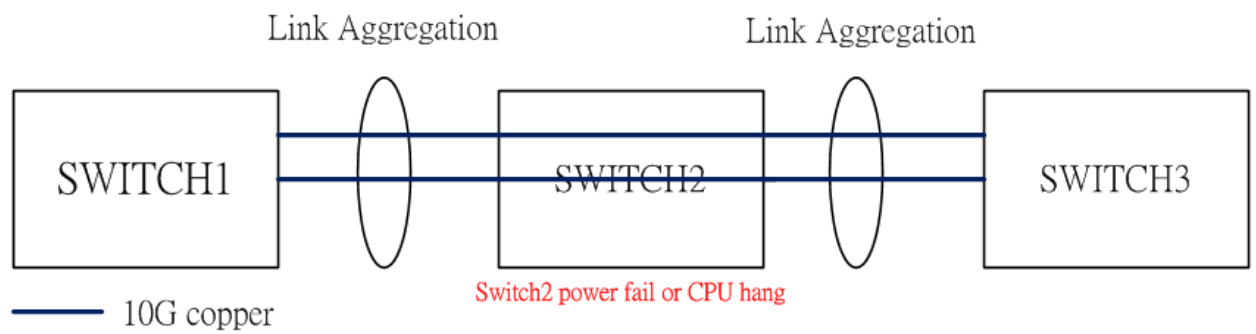 Link Aggregation
Link Aggregation
SWITCH1
SWITCH2
SWITCH3
Switch2 power fail or CPU hang
10G copper